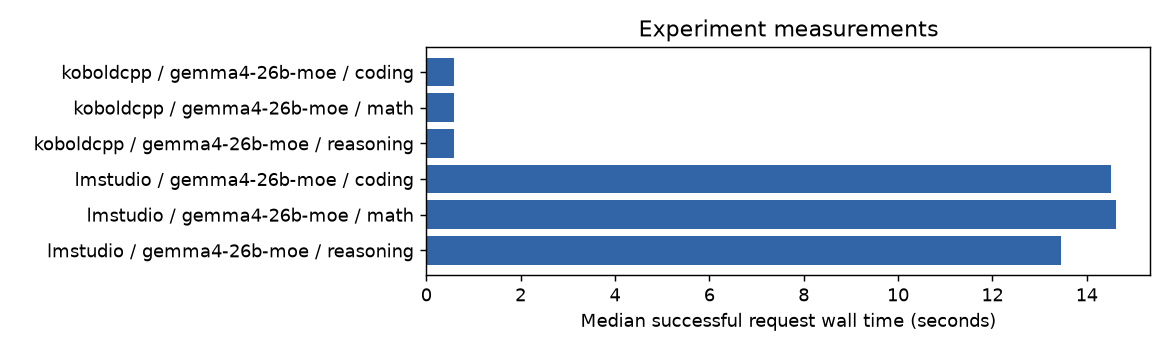 Experiment measurements
koboldcpp / gemma4-26b-moe / coding
koboldcpp / gemma4-26b-moe / math
koboldcpp / gemma4-26b-moe / reasoning
lmstudio / gemma4-26b-moe / coding
lmstudio / gemma4-26b-moe / math
lmstudio / gemma4-26b-moe / reasoning
0 2 4 6 8 10 12 14
Median successful request wall time (seconds)